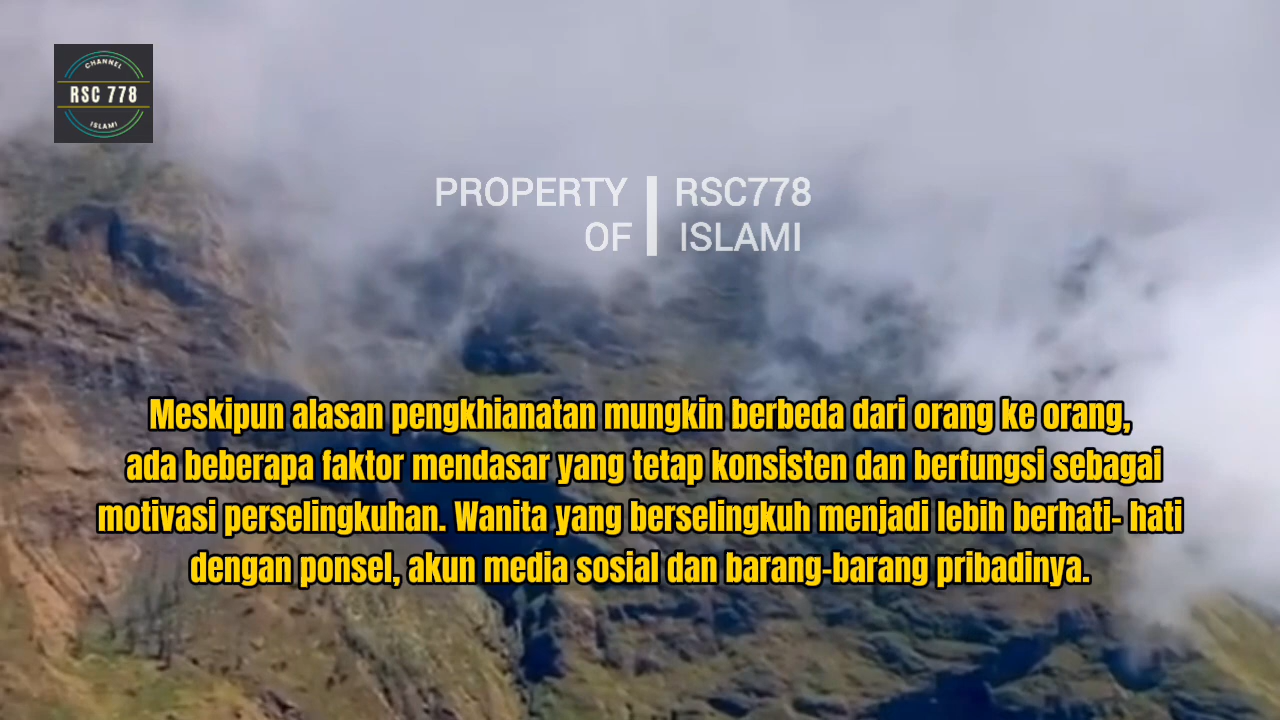 CHANNEL
RSC 778
ISLAMI
PROPERTY OF
RSC778 ISLAMI
Meskipun alasan pengkhianatan mungkin berbeda dari orang ke orang,
ada beberapa faktor mendasar yang tetap konsisten dan berfungsi sebagai
motivasi perselingkuhan. Wanita yang berselingkuh menjadi lebih berhati- hati
dengan ponsel, akun media sosial dan barang-barang pribadinya.